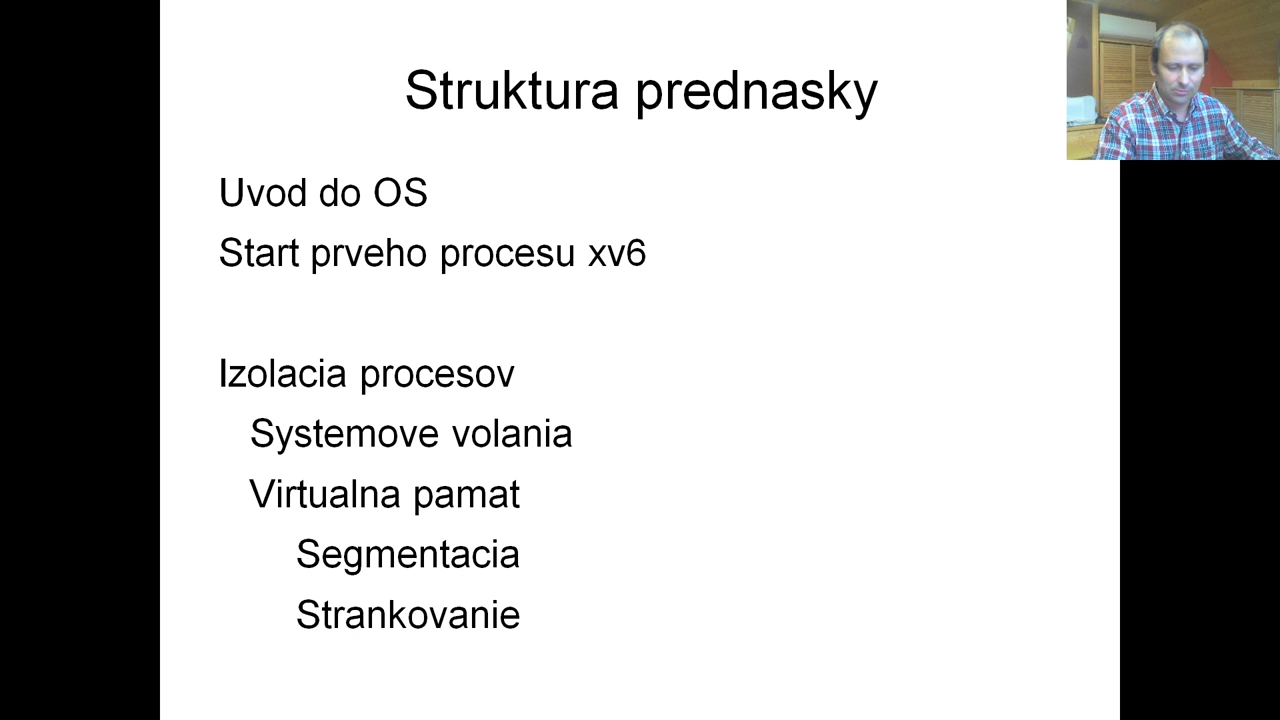 Struktura prednasky
Uvod do OS
Start prveho procesu xv6
Izolacia procesov
Systemove volania
Virtualna pamat
Segmentacia
Strankovanie